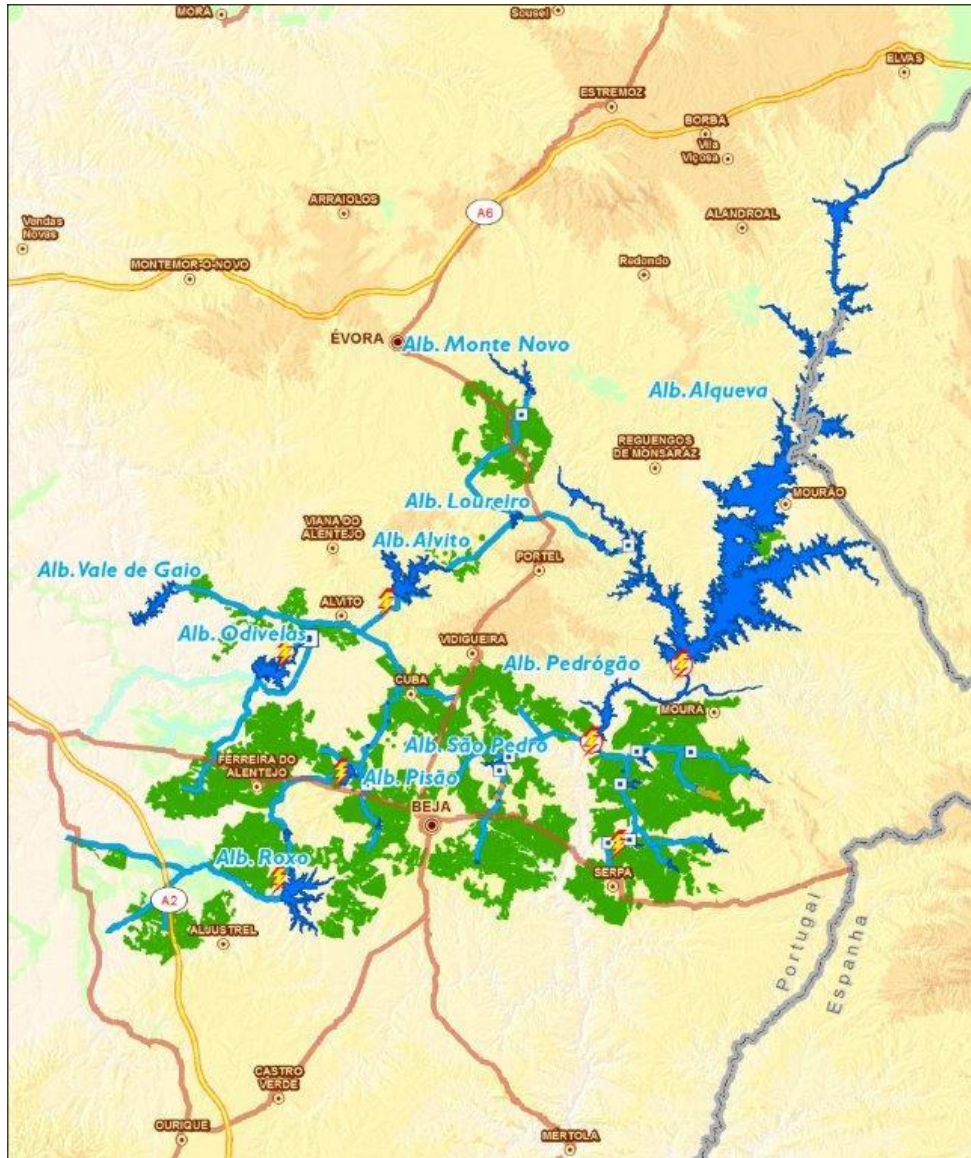 MORA
Sousel
ELVAS
ESTREMOZ
BORBA
Vila
Viçosa
ARRAIOLOS
A6
ALANDROAL
Vendas
Novas
MONTEMOR-O-NOVO
Redondo
ÉVORA
Alb. Monte Novo
Alb. Alqueva
REGUENGOS
DE MONSARAZ
MOURÃO
Alb. Loureiro
VIANA DO
ALENTEJO
Alb. Alvito
PORTEL
Alb. Vale de Gaio
ALVITO
Alb. Odivelas
VIDIGUEIRA
Alb. Pedrógão
CUBA
MOURA
Alb. São Pedro
FERREIRA DO
ALENTEJO
Alb. Pisão
BEJA
Alb. Roxo
SERPA
A2
ALJUSTREL
Portugal
Espanha
CASTRO
VERDE
OURIQUE
MÉRTOLA